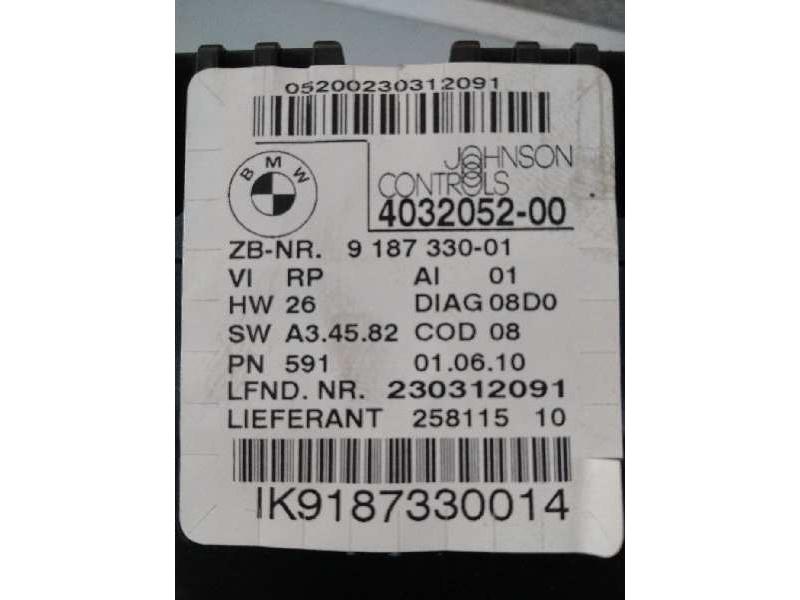 05200230312091
BMW
JOHNSON
CONTROLS
4032052-00
ZB-NR. 9 187 330-01
VI RP AI 01
HW 26 DIAG 08D0
SW A3.45.82 COD 08
PN 591 01.06.10
LFND. NR. 230312091
LIEFERANT 258115 10
IK9187330014